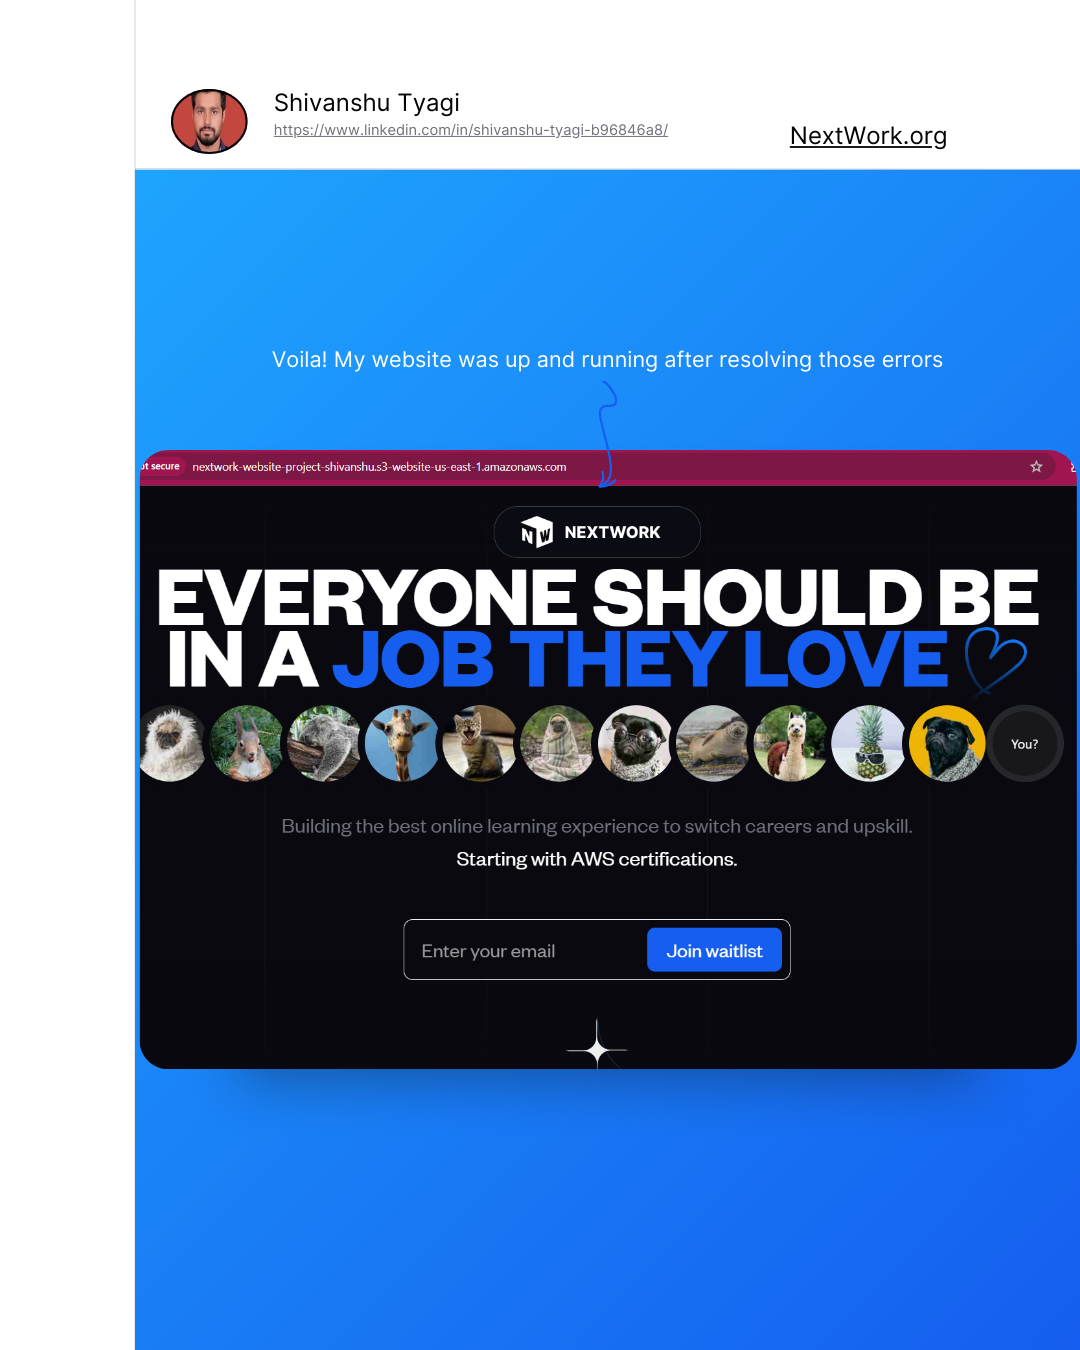 Shivanshu Tyagi
https://www.linkedin.com/in/shivanshu-tyagi-b96846a8/
NextWork.org
Voila! My website was up and running after resolving those errors
ot secure nextwork-website-project-shivanshu.s3-website-us-east-1.amazonaws.com
NW NEXTWORK
EVERYONE SHOULD BE
IN A JOB THEY LOVE
You?
Building the best online learning experience to switch careers and upskill.
Starting with AWS certifications.
Enter your email Join waitlist